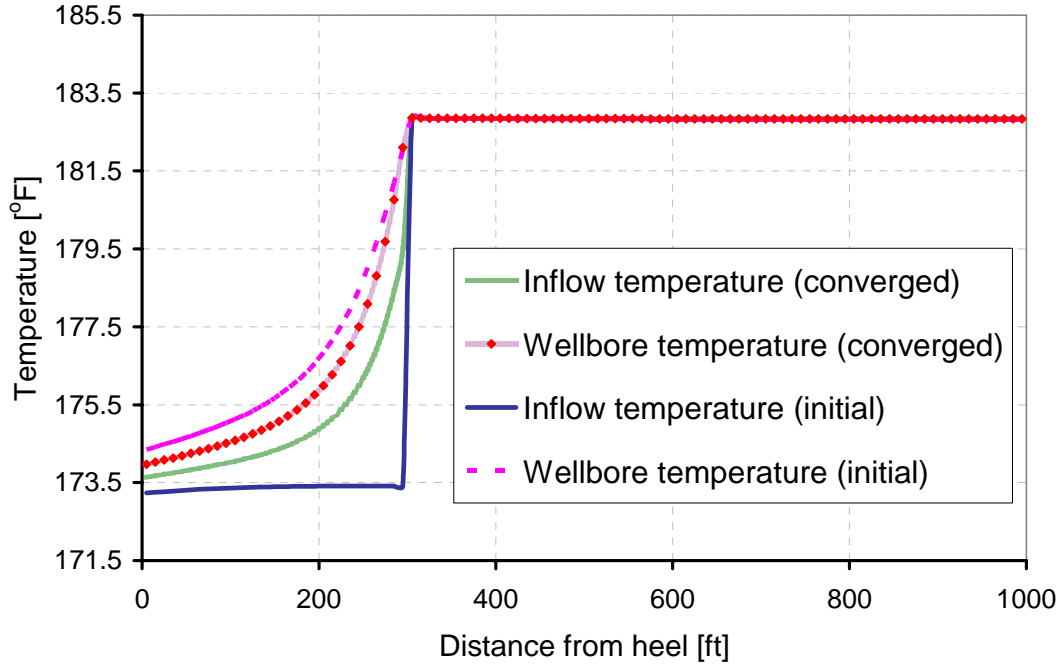 185.5
183.5
181.5
179.5
177.5
175.5
173.5
171.5
Temperature [°F]
Inflow temperature (converged)
Wellbore temperature (converged)
Inflow temperature (initial)
Wellbore temperature (initial)
0 200 400 600 800 1000
Distance from heel [ft]